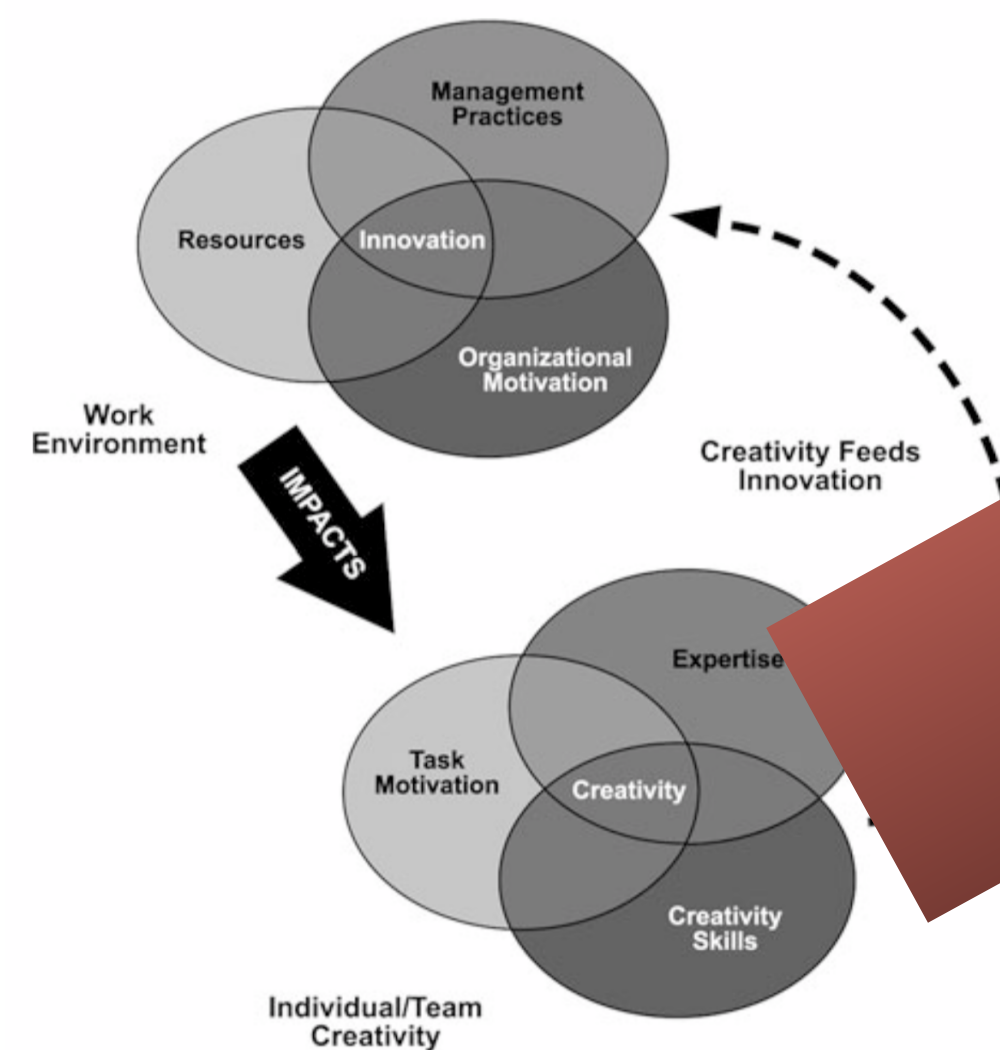 Management
Practices
Resources
Innovation
Organizational
Motivation
Work
Environment
IMPACTS
Creativity Feeds
Innovation
Expertise
Task
Motivation
Creativity
Creativity
Skills
Individual/Team
Creativity